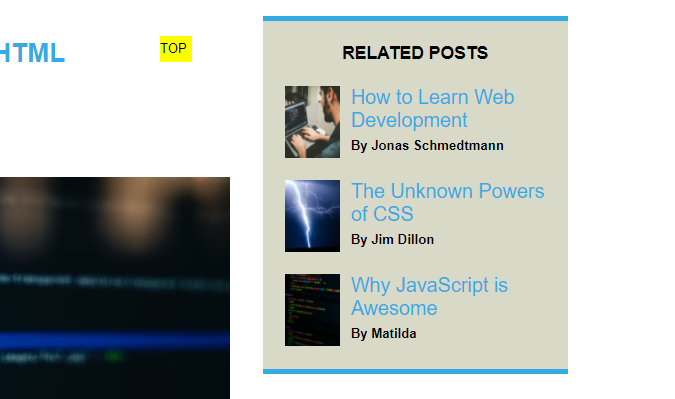 HTML
TOP
RELATED POSTS
How to Learn Web
Development
By Jonas Schmedtmann
The Unknown Powers
of CSS
By Jim Dillon
Why JavaScript is
Awesome
By Matilda